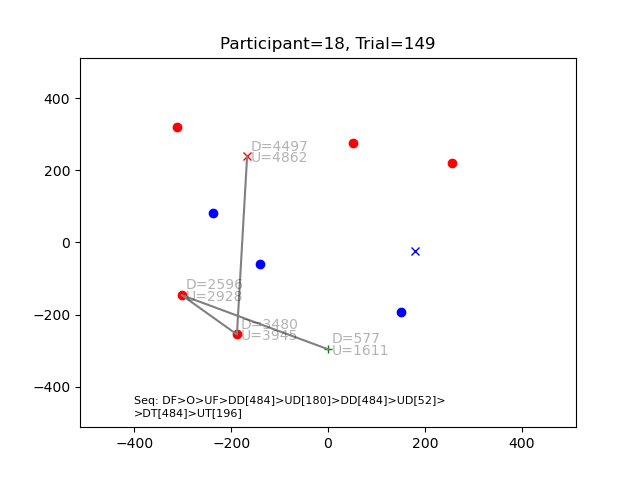 Participant=18, Trial=149
400
200
0
−200
−400
−400
−200
0
200
400
D=4497
U=4862
D=2596
U=2928
D=3480
U=3945
D=577
U=1611
Seq: DF>O>UF>DD[484]>UD[180]>DD[484]>UD[52]>
>DT[484]>UT[196]